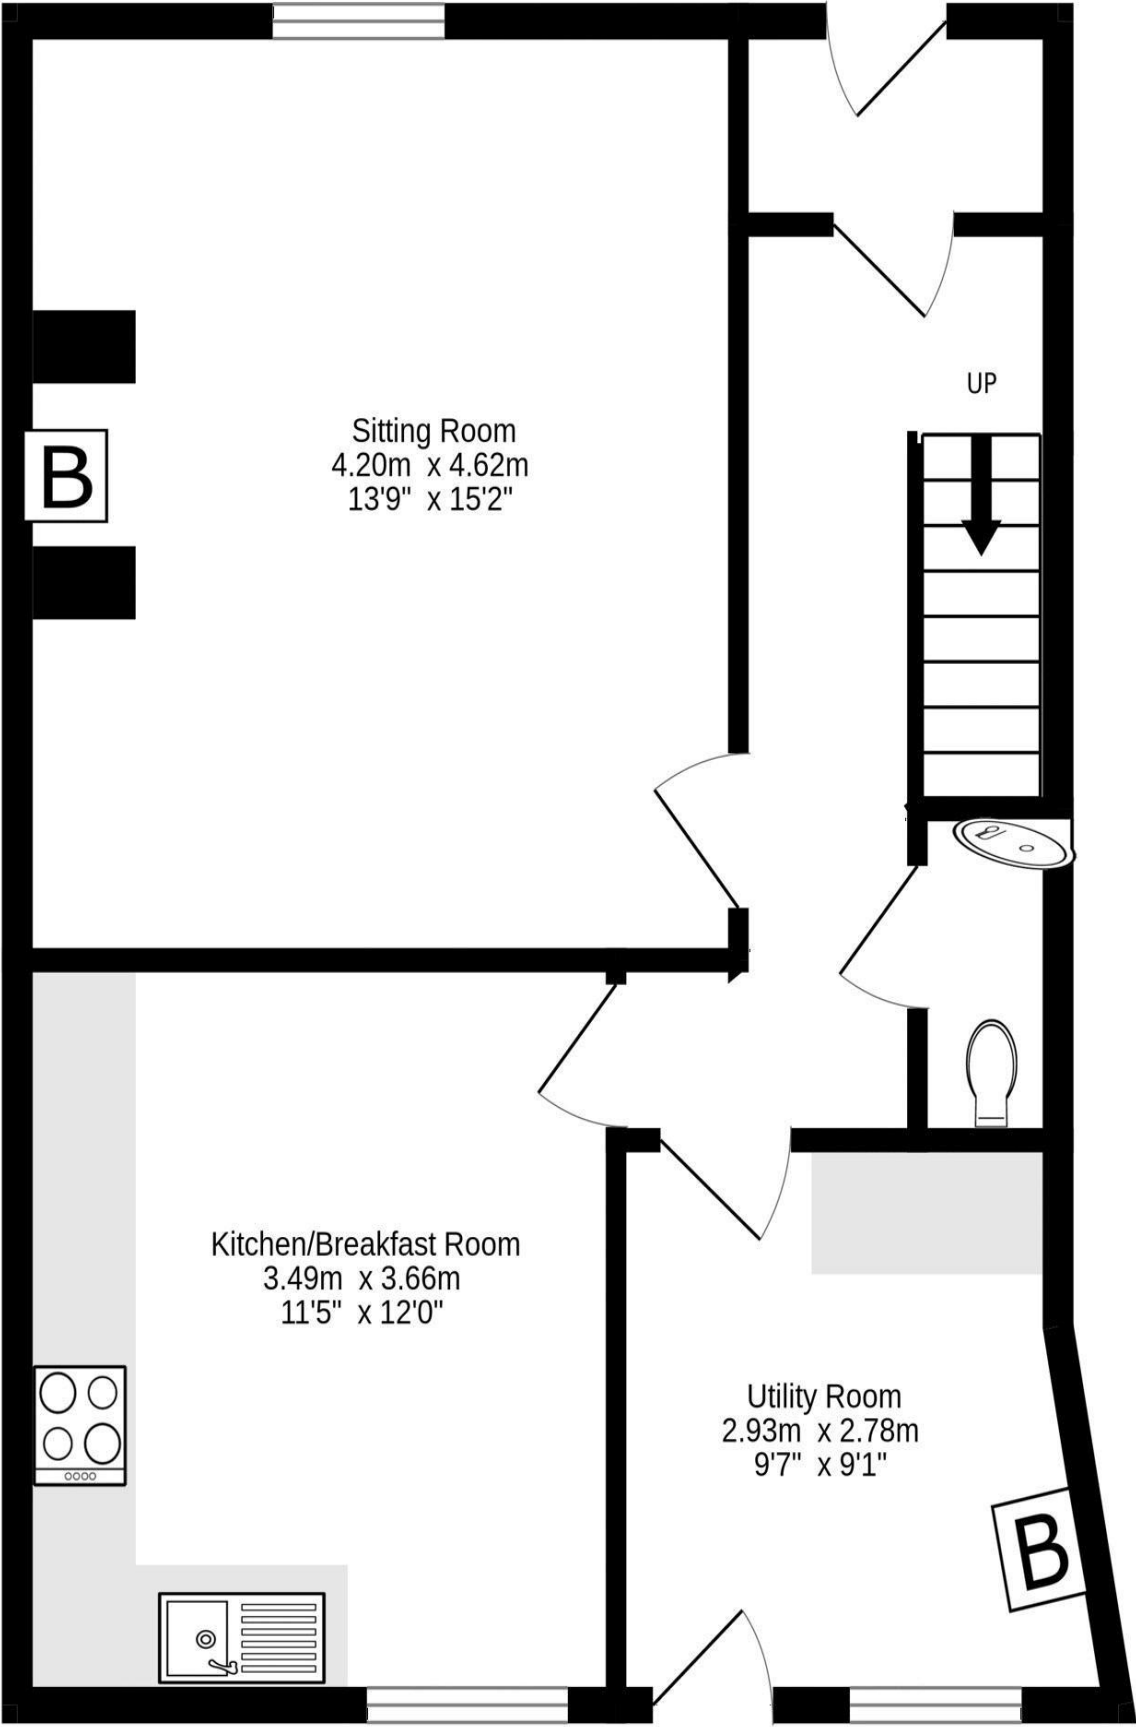 UP
Sitting Room
4.20m x 4.62m
13'9" x 15'2"
B
Kitchen/Breakfast Room
3.49m x 3.66m
11'5" x 12'0"
Utility Room
2.93m x 2.78m
9'7" x 9'1"
B